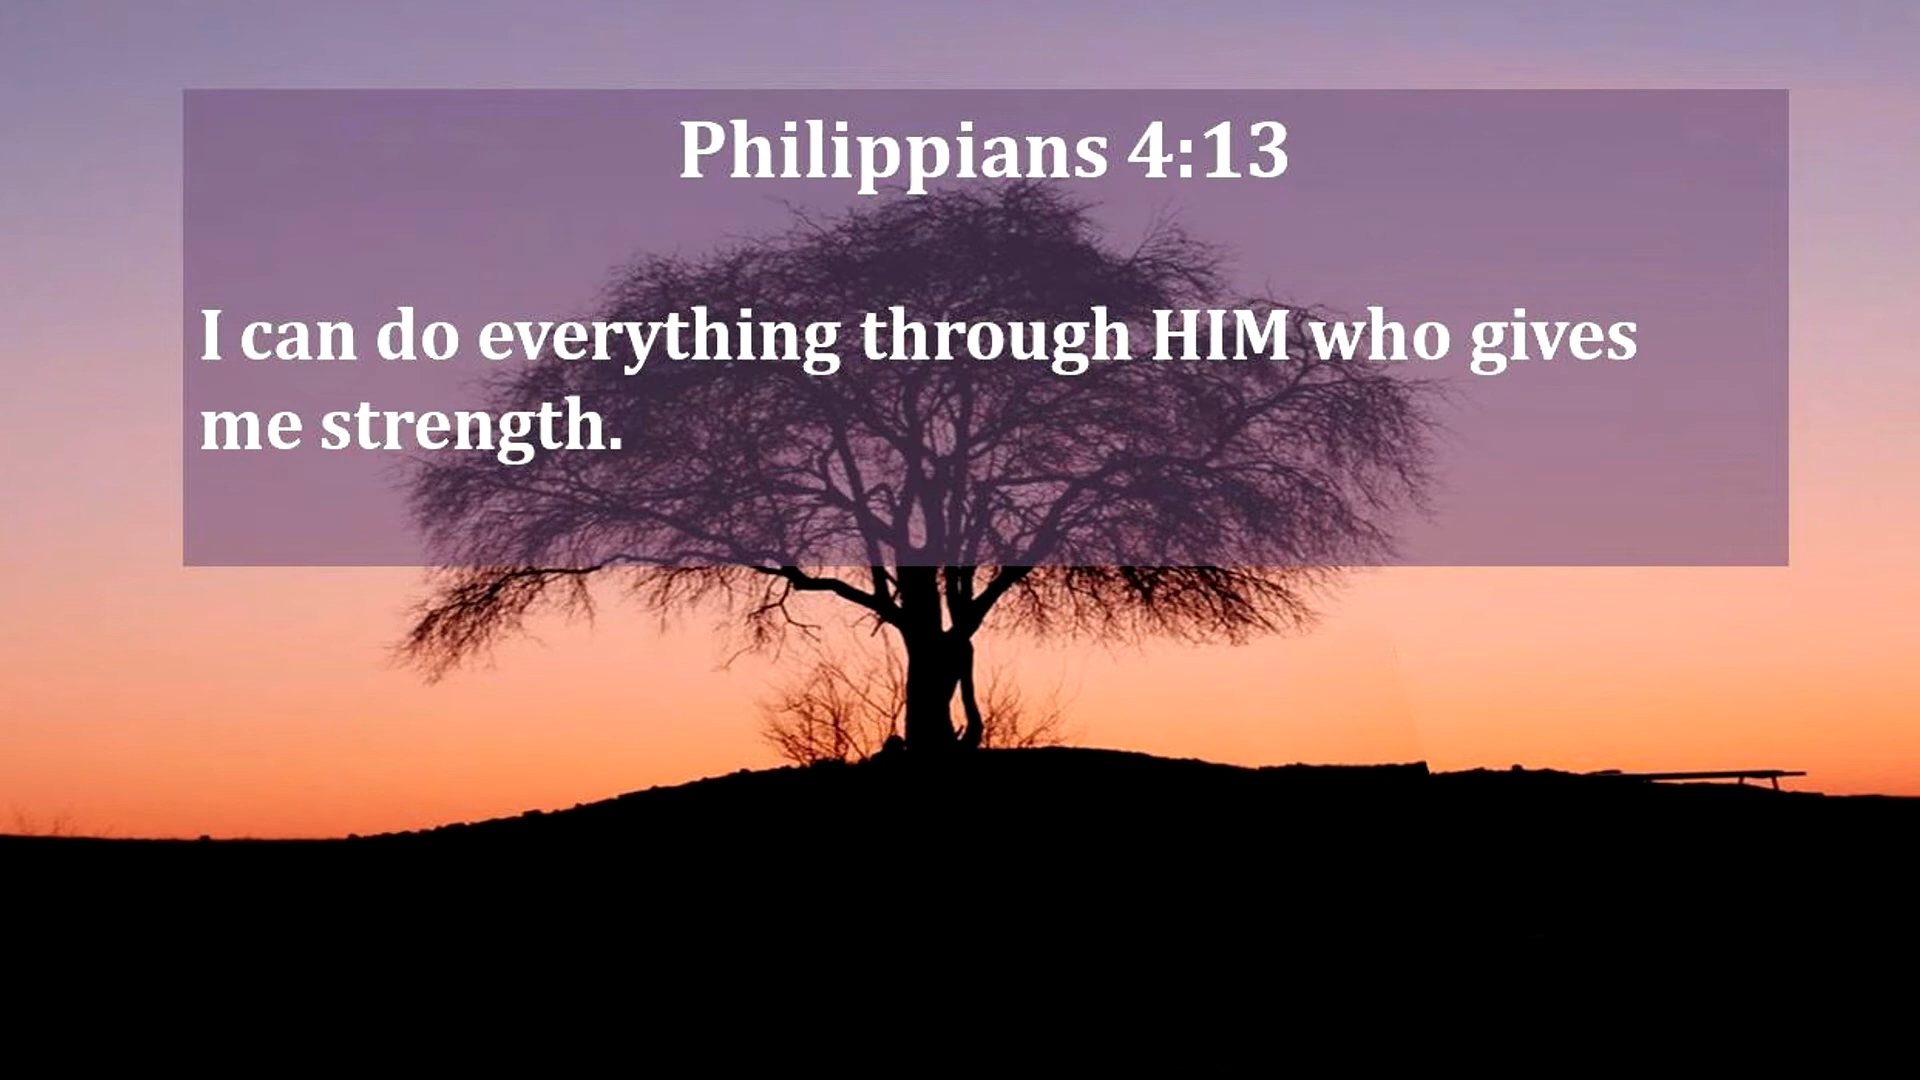 Philippians 4:13
I can do everything through HIM who gives
me strength.